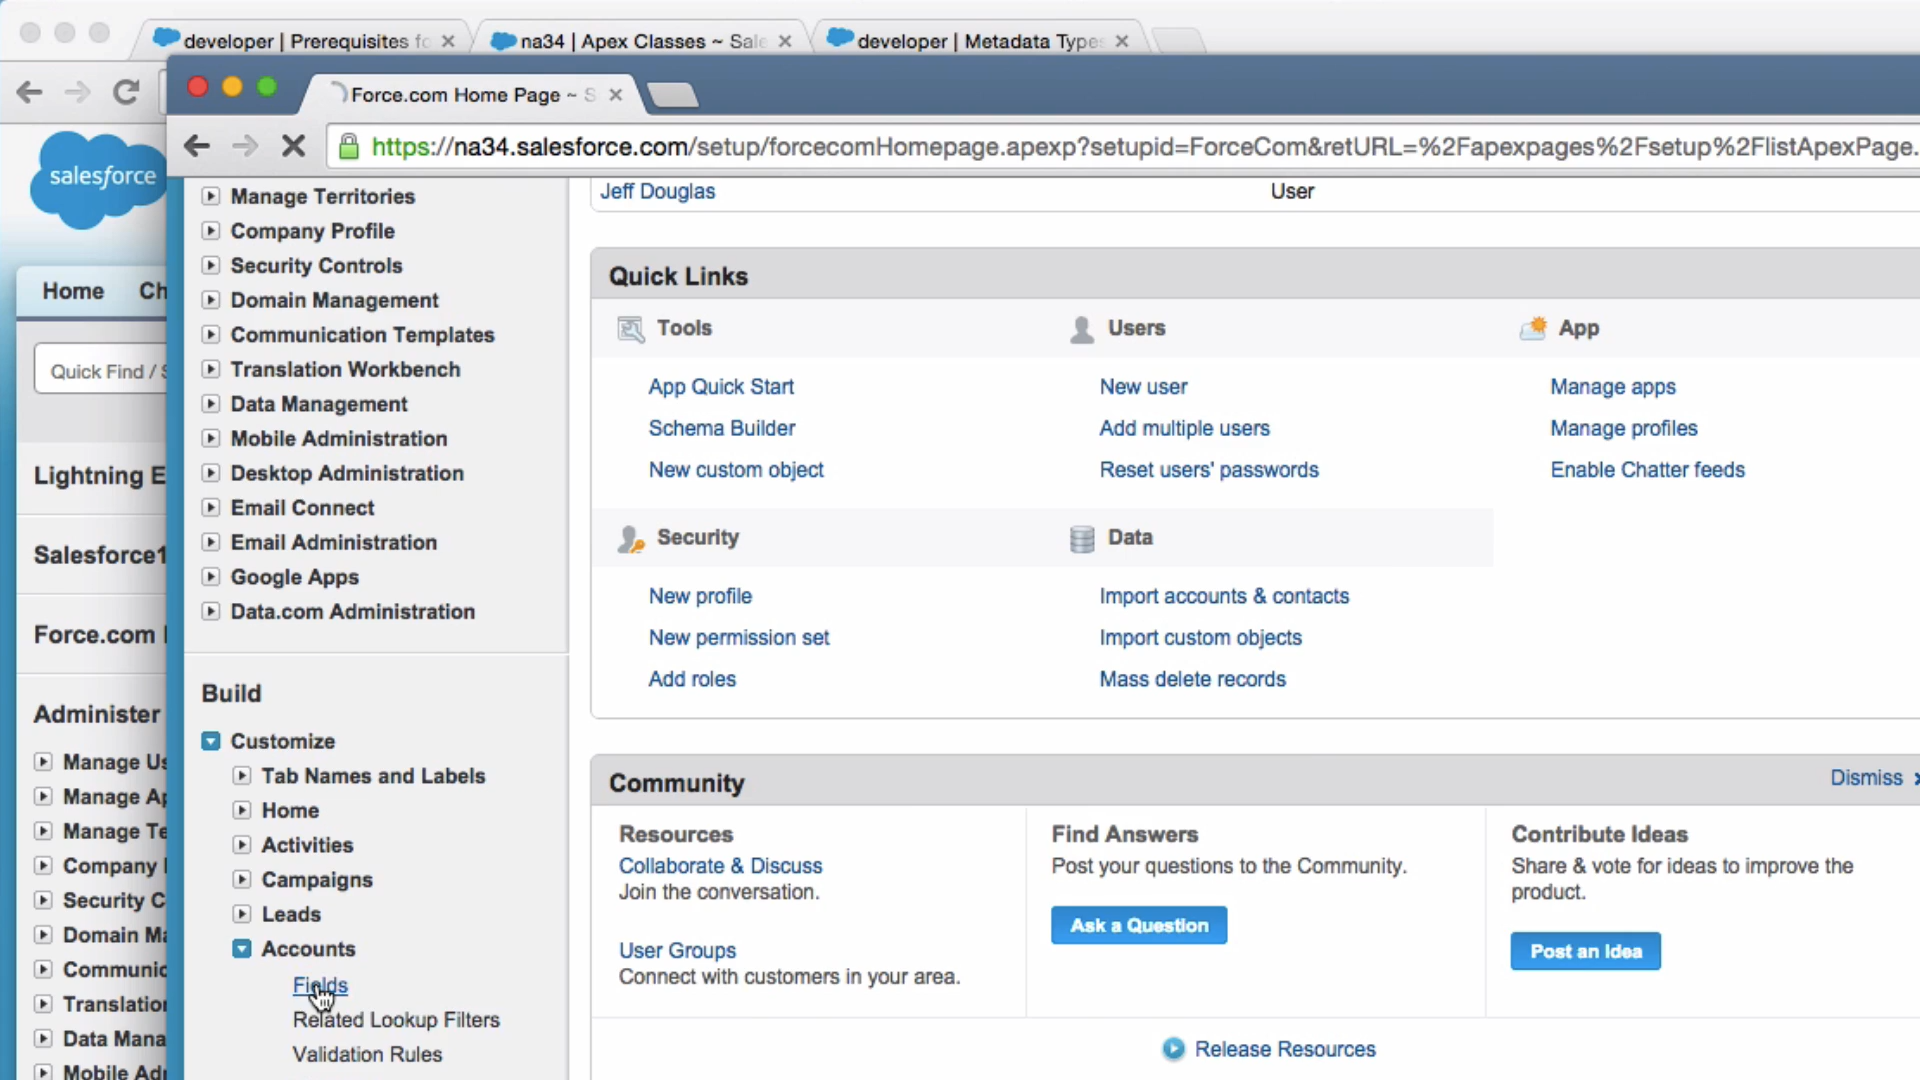 developer | Prerequisites fo
na34 | Apex Classes ~ Sale
developer | Metadata Types
Force.com Home Page ~ S
https://na34.salesforce.com/setup/forcecomHomepage.apexp?setupid=ForceCom&retURL=%2Fapexpages%2Fsetup%2FlistApexPage.
salesforce
Home Ch
Quick Find / S
Lightning E
Salesforce1
Force.com
Administer
Manage Us
Manage Ap
Manage Te
Company
Security C
Domain Ma
Communic
Translation
Data Mana
Mobile Adm
Manage Territories
Company Profile
Security Controls
Domain Management
Communication Templates
Translation Workbench
Data Management
Mobile Administration
Desktop Administration
Email Connect
Email Administration
Google Apps
Data.com Administration
Build
Customize
Tab Names and Labels
Home
Activities
Campaigns
Leads
Accounts
Fields
Related Lookup Filters
Validation Rules
Jeff Douglas User
Quick Links
Tools
App Quick Start
Schema Builder
New custom object
Users
New user
Add multiple users
Reset users' passwords
App
Manage apps
Manage profiles
Enable Chatter feeds
Security
New profile
New permission set
Add roles
Data
Import accounts & contacts
Import custom objects
Mass delete records
Community
Dismiss
Resources
Collaborate & Discuss
Join the conversation.
User Groups
Connect with customers in your area.
Find Answers
Post your questions to the Community.
Ask a Question
Contribute Ideas
Share & vote for ideas to improve the
product.
Post an Idea
Release Resources